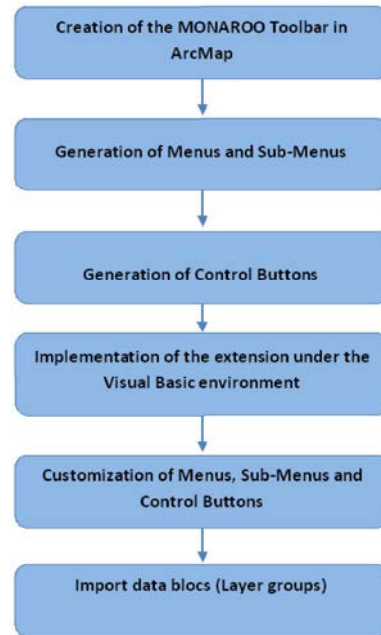 Creation of the MONAROO Toolbar in
ArcMap
Generation of Menus and Sub-Menus
Generation of Control Buttons
Implementation of the extension under the
Visual Basic environment
Customization of Menus, Sub-Menus and
Control Buttons
Import data blocs (Layer groups)